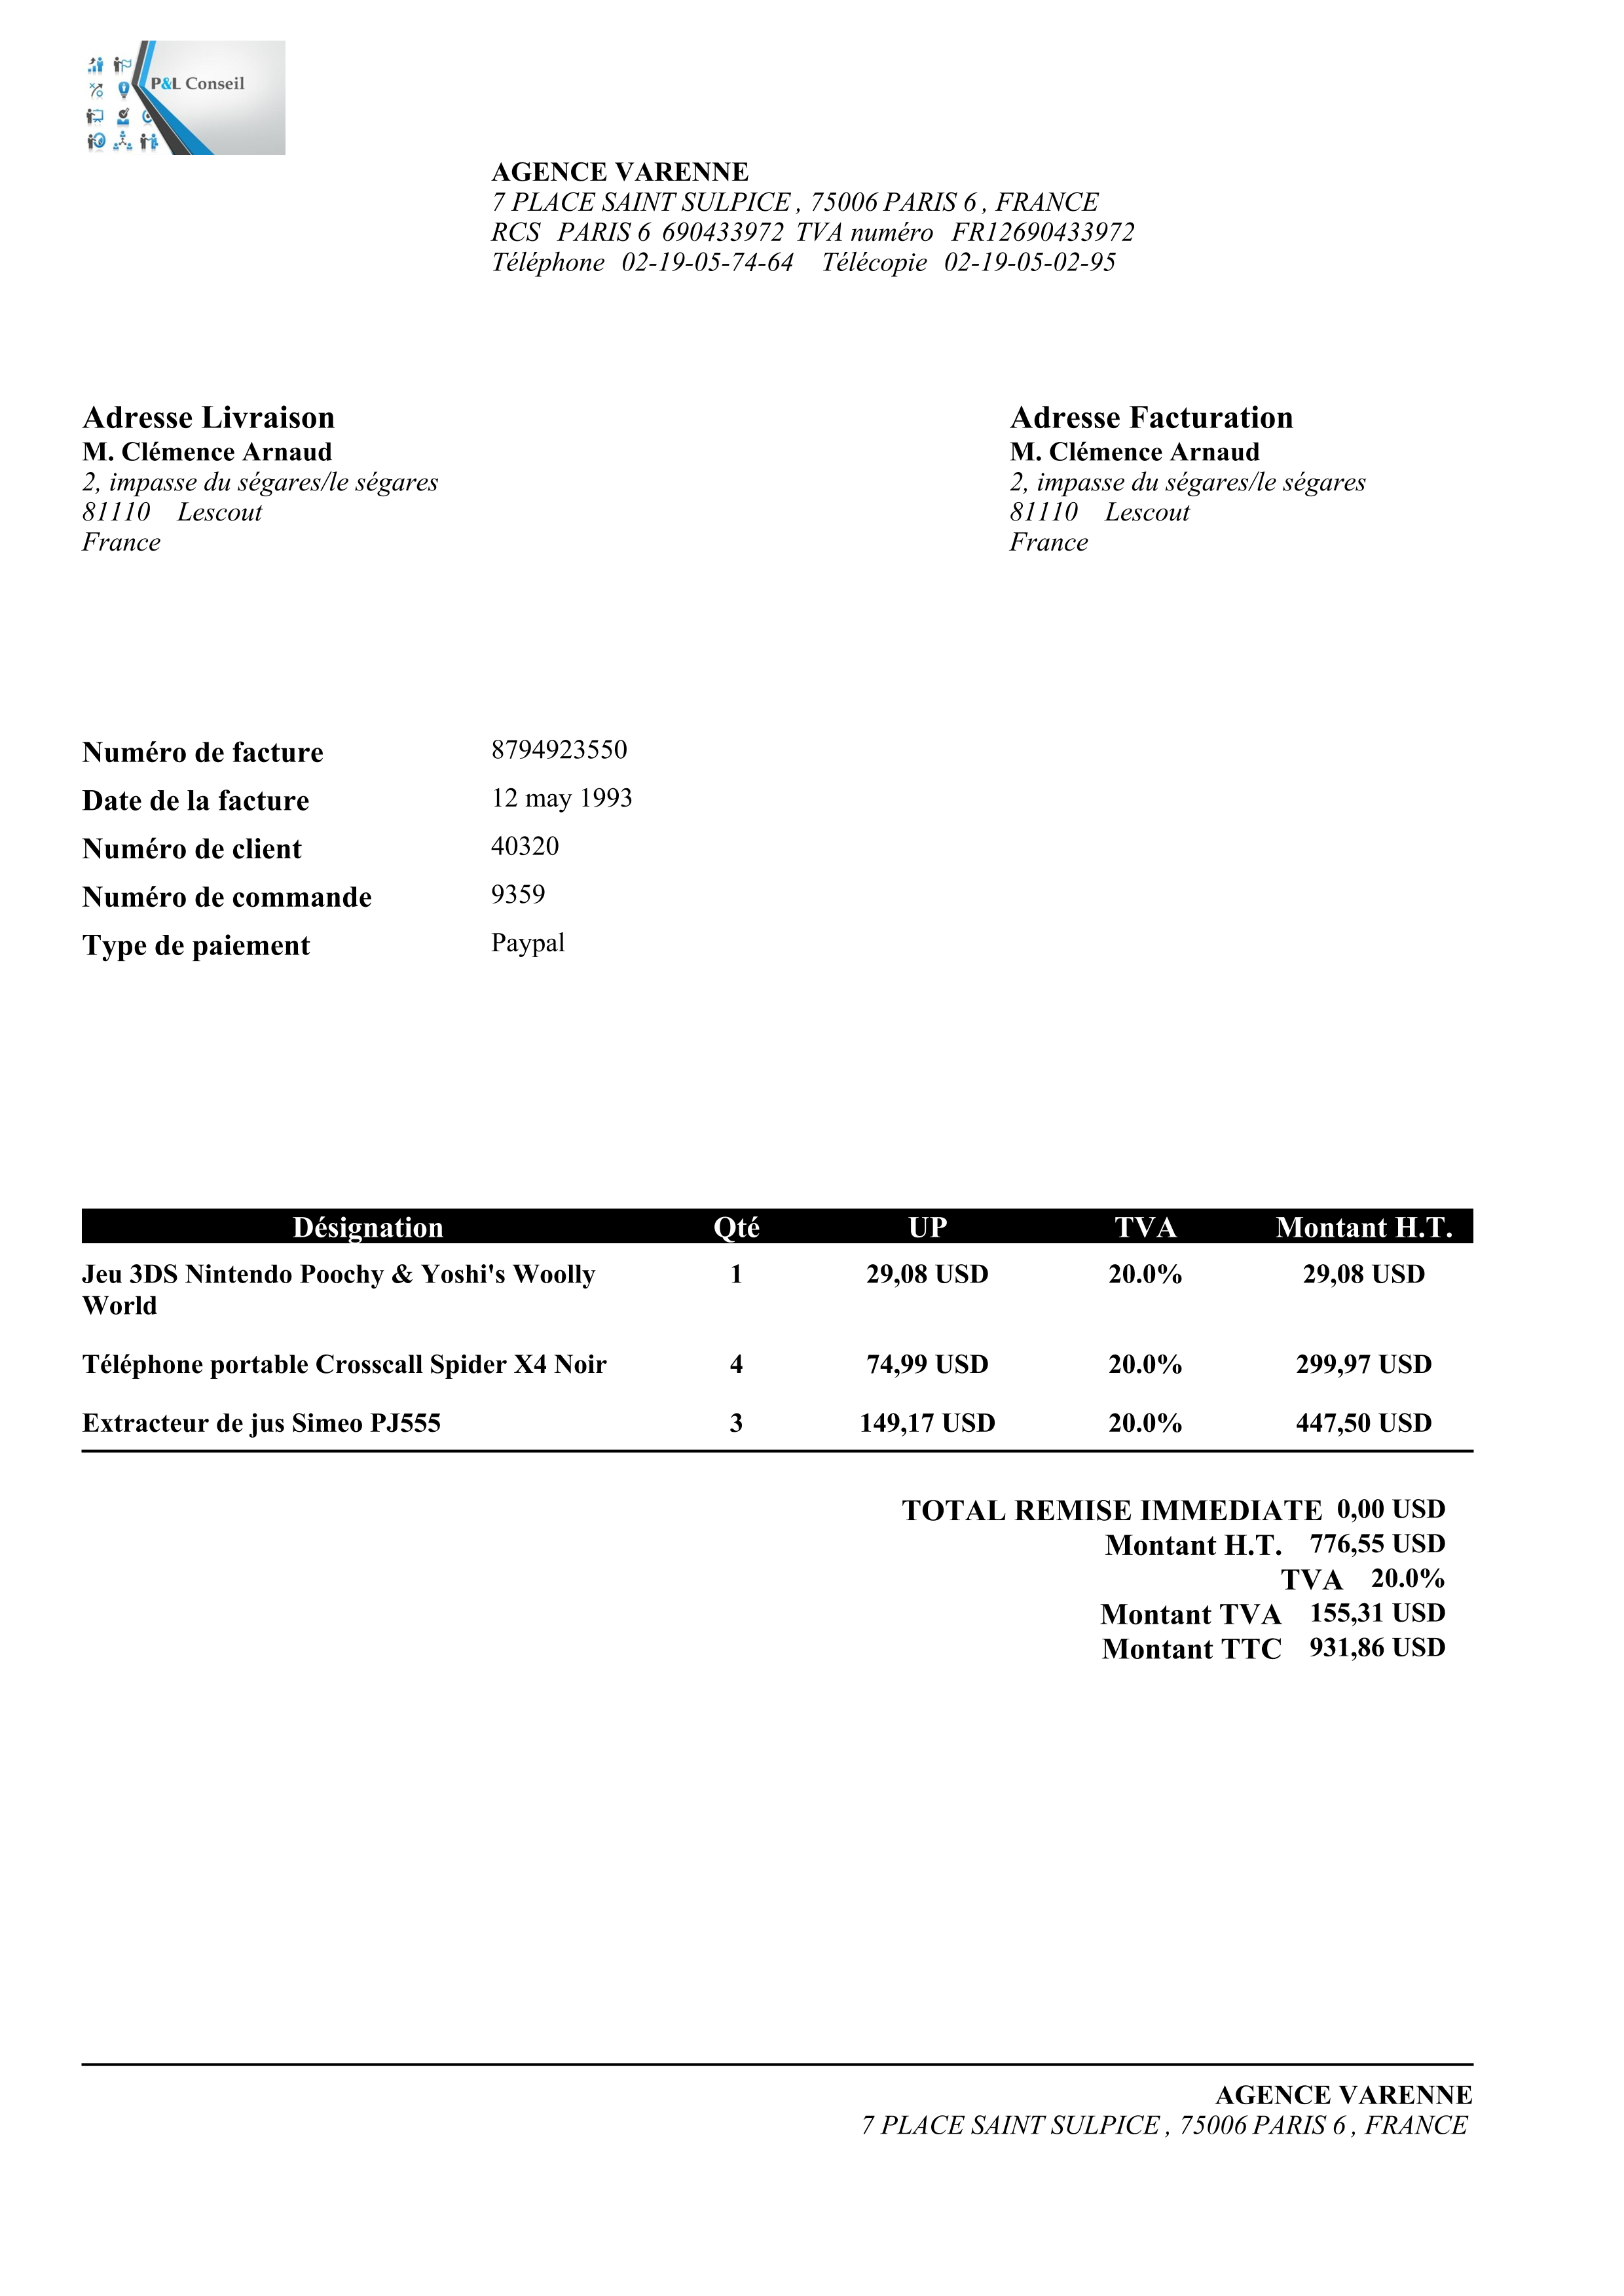 P&L Conseil
AGENCE VARENNE
7 PLACE SAINT SULPICE , 75006 PARIS 6 , FRANCE
RCS PARIS 6 690433972 TVA numéro FR12690433972
Téléphone 02-19-05-74-64 Télécopie 02-19-05-02-95
Adresse Livraison
M. Clémence Arnaud
2, impasse du ségares/le ségares
81110 Lescout
France
Adresse Facturation
M. Clémence Arnaud
2, impasse du ségares/le ségares
81110 Lescout
France
Numéro de facture 8794923550
Date de la facture 12 may 1993
Numéro de client 40320
Numéro de commande 9359
Type de paiement Paypal
Désignation Qté UP TVA Montant H.T.
Jeu 3DS Nintendo Poochy & Yoshi's Woolly 1 29,08 USD 20.0% 29,08 USD
World
Téléphone portable Crosscall Spider X4 Noir 4 74,99 USD 20.0% 299,97 USD
Extracteur de jus Simeo PJ555 3 149,17 USD 20.0% 447,50 USD
TOTAL REMISE IMMEDIATE 0,00 USD
Montant H.T. 776,55 USD
TVA 20.0%
Montant TVA 155,31 USD
Montant TTC 931,86 USD
AGENCE VARENNE
7 PLACE SAINT SULPICE , 75006 PARIS 6 , FRANCE